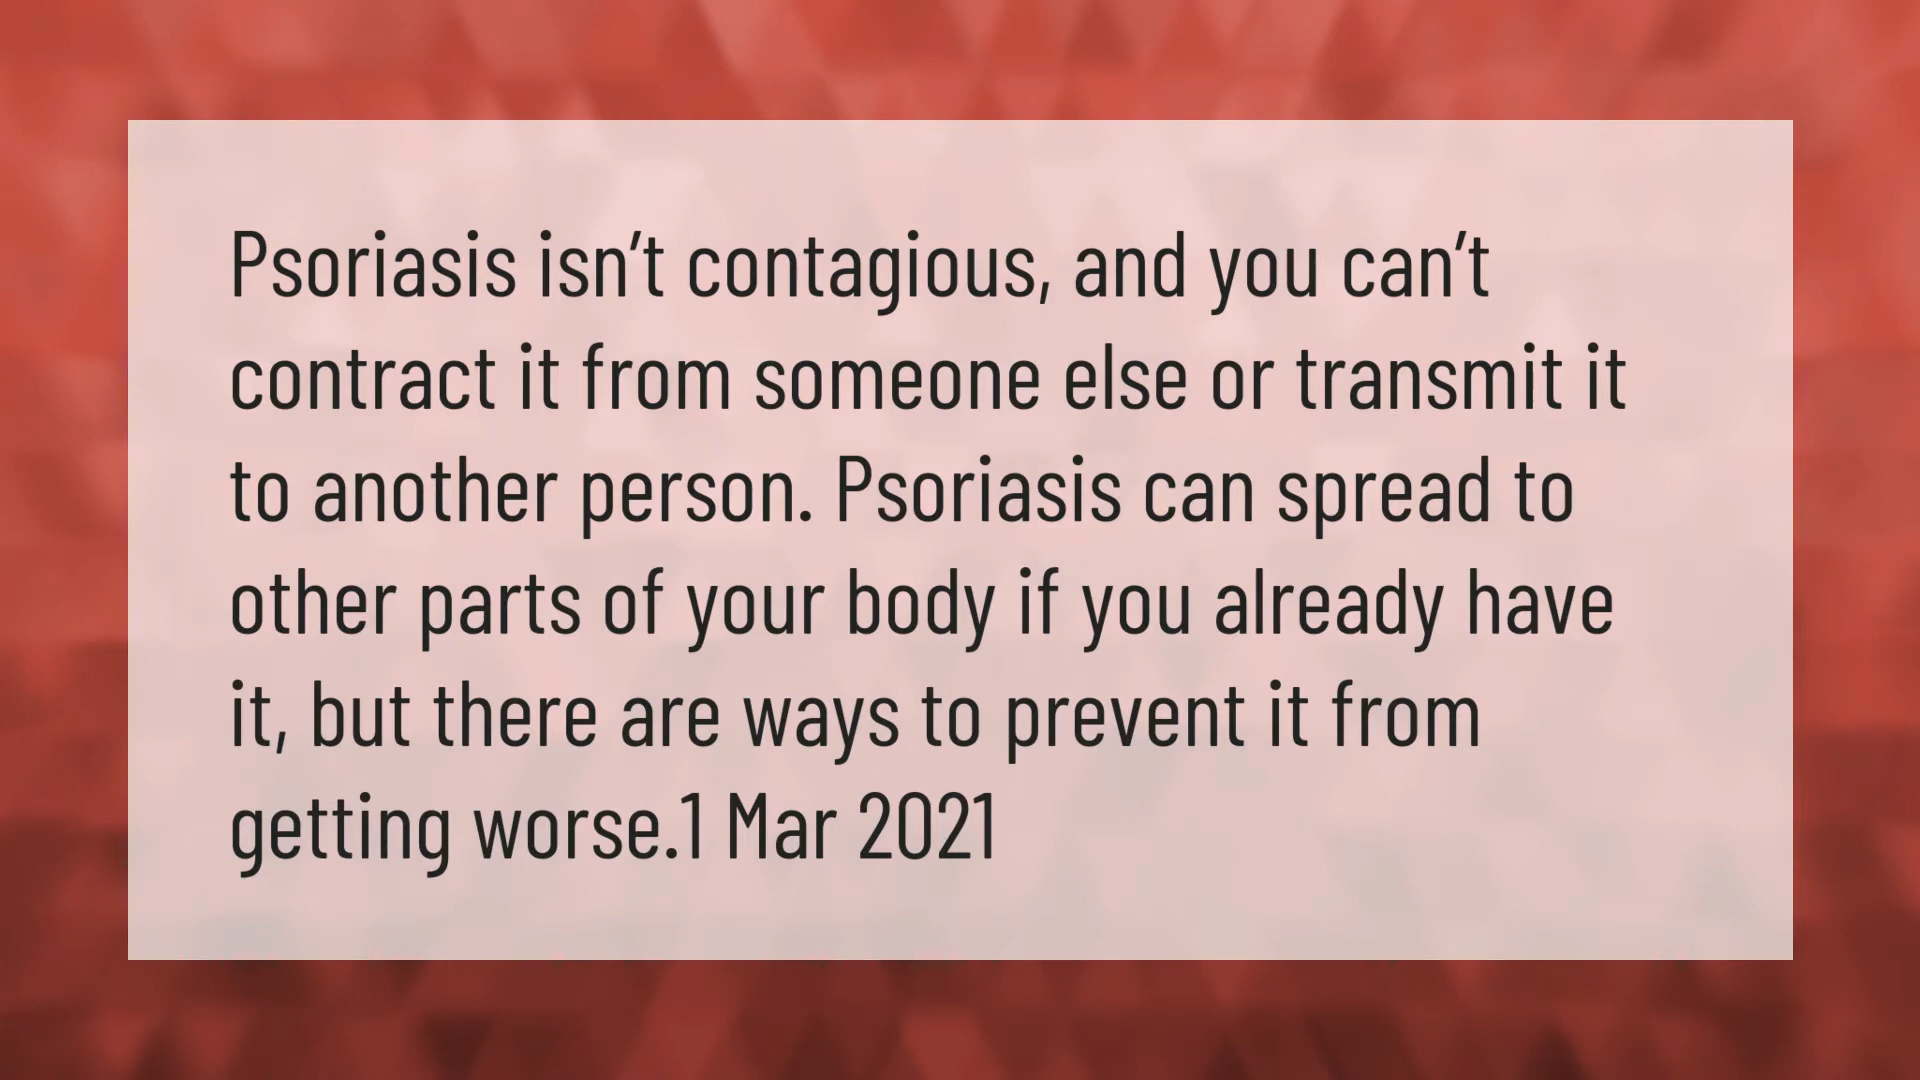 Psoriasis isn’t contagious, and you can’t
contract it from someone else or transmit it
to another person. Psoriasis can spread to
other parts of your body if you already have
it, but there are ways to prevent it from
getting worse.1 Mar 2021